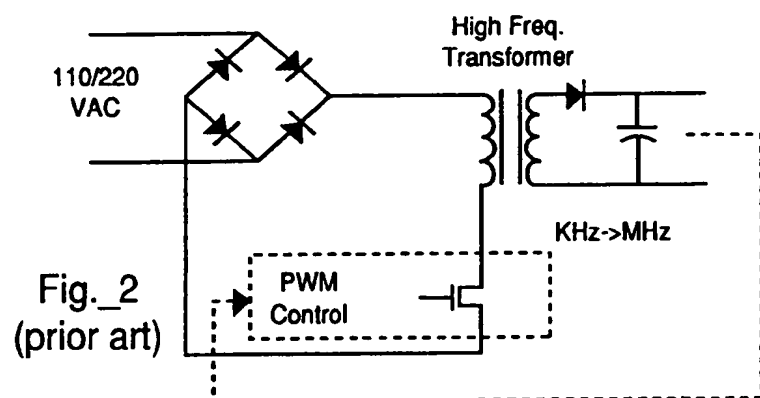 High Freq.
Transformer
110/220
VAC
KHz->MHz
PWM
Control
Fig._2
(prior art)